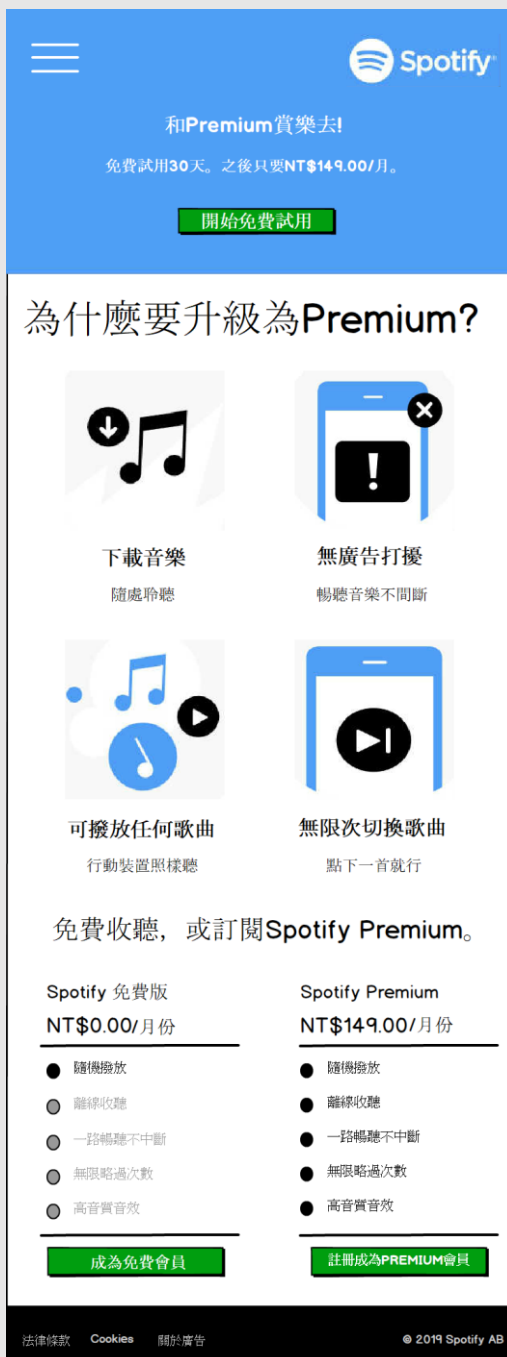 Spotify
和Premium賞樂去!
免費試用30天。之後只要NT$149.00/月。
開始免費試用
為什麼要升級為Premium?
下載音樂
隨處聆聽
無廣告打擾
暢聽音樂不間斷
可撥放任何歌曲
行動裝置照樣聽
無限次切換歌曲
點下一首就行
免費收聽，或訂閱Spotify Premium。
Spotify 免費版
NT$0.00/月份
隨機撥放
離線收聽
一路暢聽不中斷
無限略過次數
高音質音效
成為免費會員
Spotify Premium
NT$149.00/月份
隨機撥放
離線收聽
一路暢聽不中斷
無限略過次數
高音質音效
註冊成為PREMIUM會員
法律條款 Cookies 關於廣告 © 2019 Spotify AB